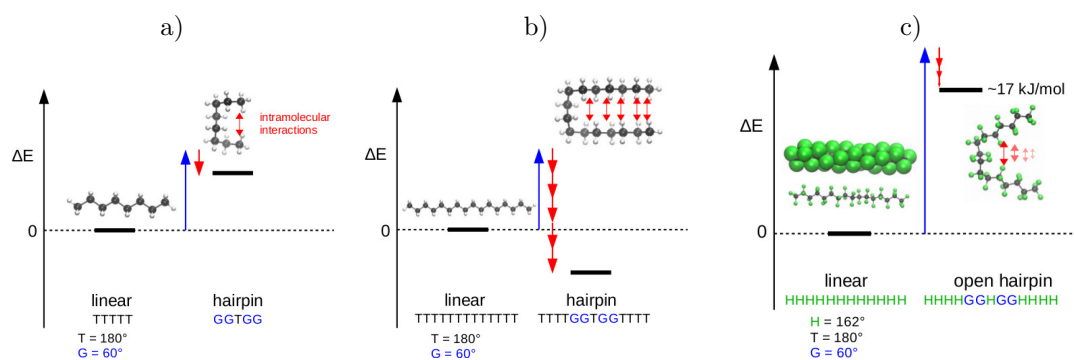 a)
ΔE
0
intramolecular
interactions
linear
TTTTT
hairpin
GGTGG
T = 180°
G = 60°
b)
ΔE
0
linear
TTTTTTTTTTTTT
hairpin
TTTTGGTGGTTTT
T = 180°
G = 60°
c)
ΔE
0
~17 kJ/mol
linear
HHHHHHHHHHHHH
open hairpin
HHHHGGHGGHHHH
H = 162°
T = 180°
G = 60°